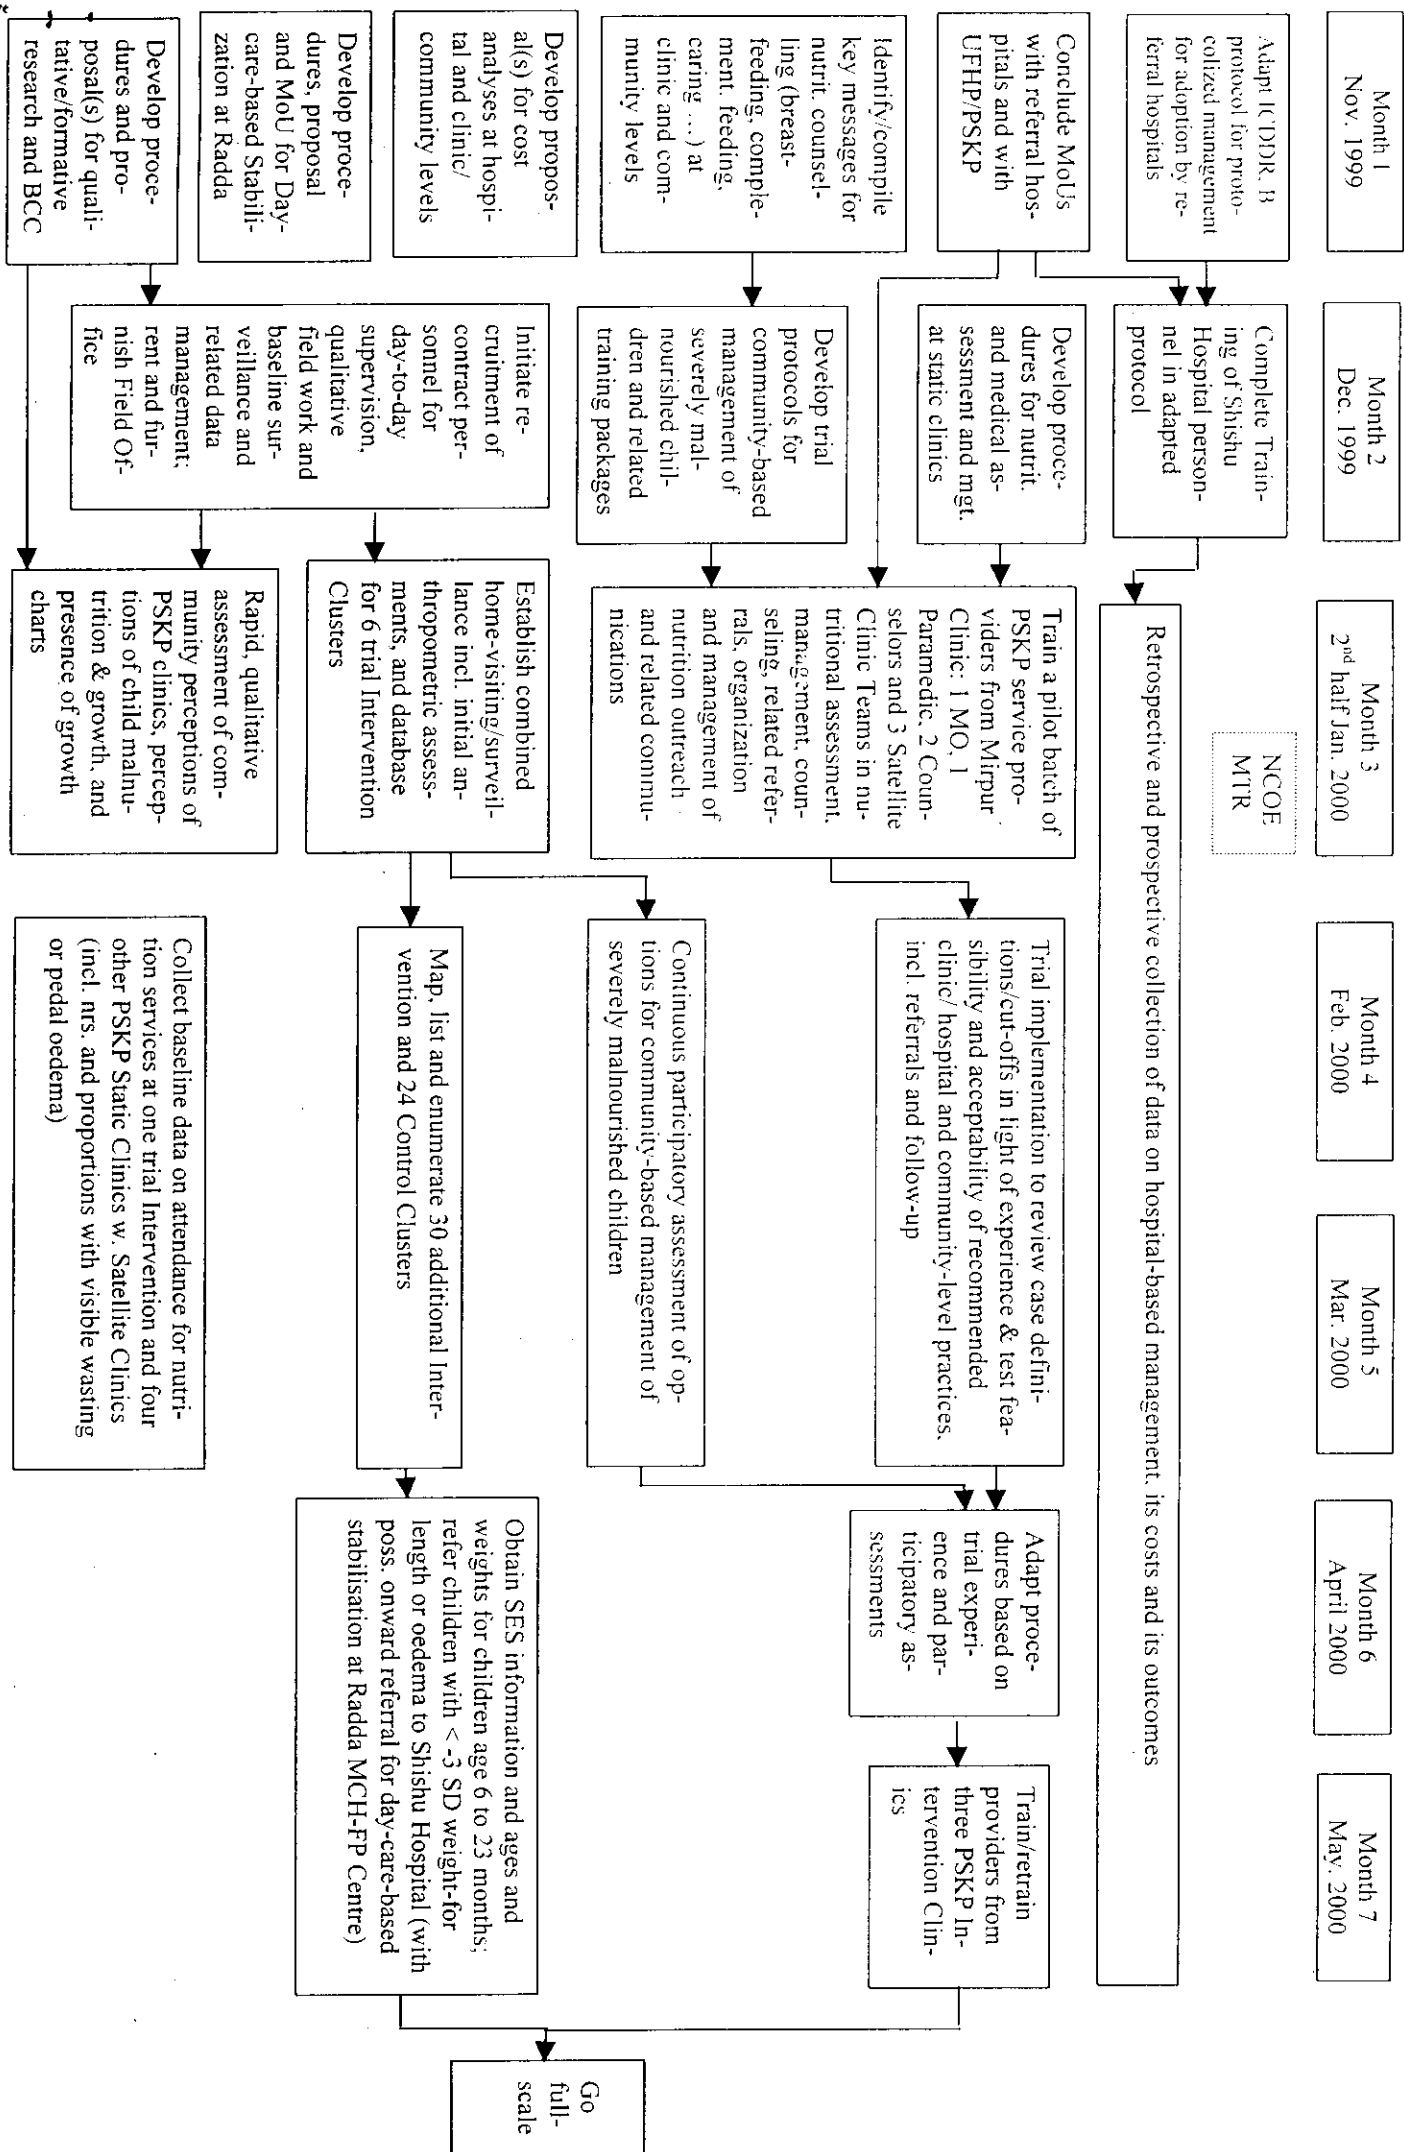 Month 1
Nov. 1999
Month 2
Dec. 1999
Month 3
2nd half Jan. 2000
Month 4
Feb. 2000
Month 5
Mar. 2000
Month 6
April 2000
Month 7
May. 2000
NCOE
MTR
Adapt ICDDR, B
protocol for proto-
colized management
for adoption by re-
ferral hospitals
Complete Train-
ing of Shishu
Hospital person-
nel in adapted
protocol
Retrospective and prospective collection of data on hospital-based management, its costs and its outcomes
Conclude MoUs
with referral hos-
pitals and with
UFHP/PSKP
Develop proce-
dures for nutrit.
and medical as-
sessment and mgt.
at static clinics
Train a pilot batch of
PSKP service pro-
viders from Mirpur
Clinic: 1 MO, 1
Paramedic, 2 Coun-
selors and 3 Satellite
Clinic Teams in nu-
tritional assessment,
management, coun-
seling, related refer-
rals, organization
and management of
nutrition outreach
and related commu-
nications
Trial implementation to review case defini-
tions/cut-offs in light of experience & test fea-
sibility and acceptability of recommended
clinic/ hospital and community-level practices,
incl. referrals and follow-up
Adapt proce-
dures based on
trial experi-
ence and par-
ticipatory as-
sessments
Train/retrain
providers from
three PSKP In-
tervention Clin-
ics
Identify/compile
key messages for
nutrit. counsel-
ling (breast-
feeding, comple-
ment. feeding,
caring ...) at
clinic and com-
munity levels
Develop trial
protocols for
community-based
management of
severely mal-
nourished chil-
dren and related
training packages
Continuous participatory assessment of op-
tions for community-based management of
severely malnourished children
Develop propos-
al(s) for cost
analyses at hospi-
tal and clinic/
community levels
Develop proce-
dures, proposal
and MoU for Day-
care-based Stabili-
zation at Radda
Initiate re-
cruitment of
contract per-
sonnel for
day-to-day
supervision,
qualitative
field work and
baseline sur-
veillance and
related data
management;
rent and fur-
nish Field Of-
fice
Establish combined
home-visiting/surveil-
lance incl. initial an-
thropometric assess-
ments, and database
for 6 trial Intervention
Clusters
Map, list and enumerate 30 additional Inter-
vention and 24 Control Clusters
Obtain SES information and ages and
weights for children age 6 to 23 months;
refer children with < -3 SD weight-for
length or oedema to Shishu Hospital (with
poss. onward referral for day-care-based
stabilisation at Radda MCH-FP Centre)
Go
full-
scale
Develop proce-
dures and pro-
posal(s) for quali-
tative/formative
research and BCC
Rapid, qualitative
assessment of com-
munity perceptions of
PSKP clinics, percep-
tions of child malnu-
trition & growth, and
presence of growth
charts
Collect baseline data on attendance for nutri-
tion services at one trial Intervention and four
other PSKP Static Clinics w. Satellite Clinics
(incl. nrs. and proportions with visible wasting
or pedal oedema)